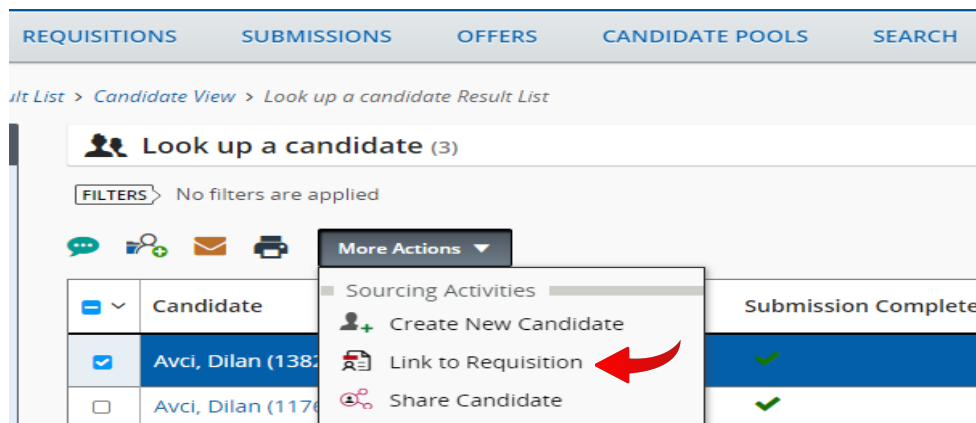 REQUISITIONS SUBMISSIONS OFFERS CANDIDATE POOLS SEARCH
List > Candidate View > Look up a candidate Result List
Look up a candidate (3)
FILTERS No filters are applied
More Actions
Sourcing Activities
Candidate Submission Complete
Create New Candidate
Avci, Dilan (1382 Link to Requisition
Avci, Dilan (1176 Share Candidate